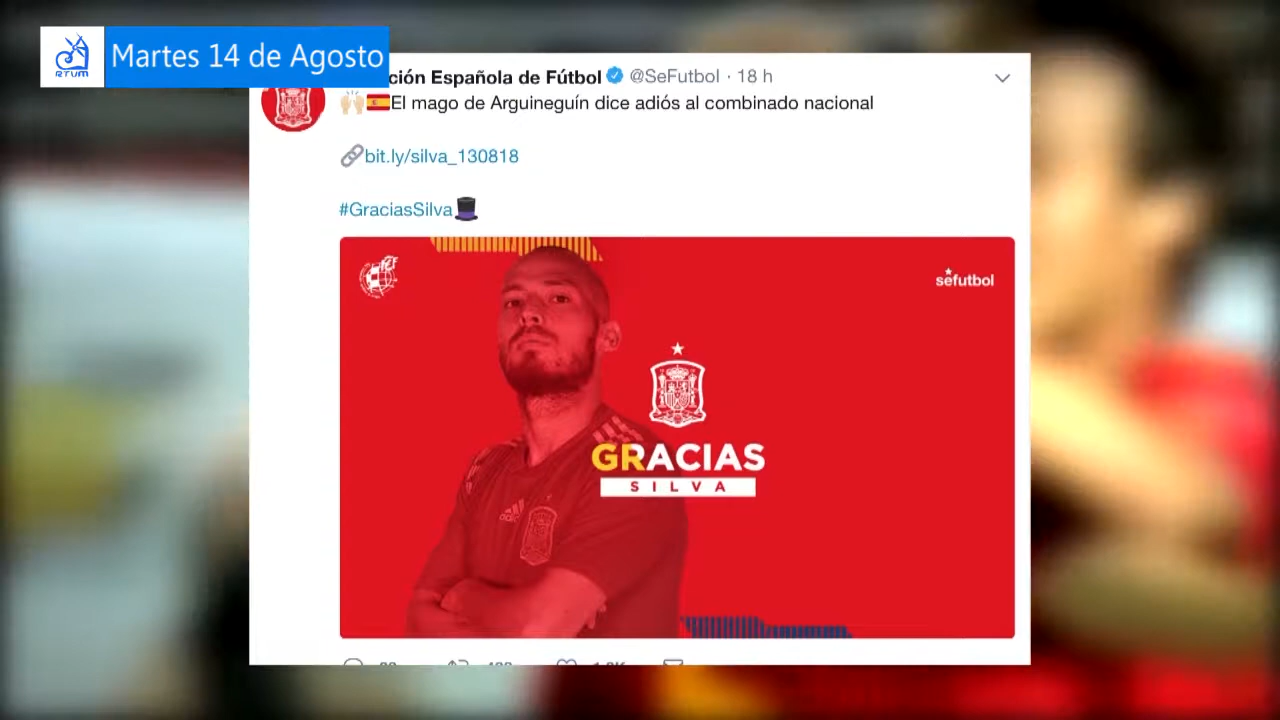 RTVM
Martes 14 de Agosto
ción Española de Fútbol @SeFutbol · 18 h
El mago de Arguineguín dice adiós al combinado nacional
bit.ly/silva_130818
#GraciasSilva
sefutbol
GRACIAS
SILVA
adidas